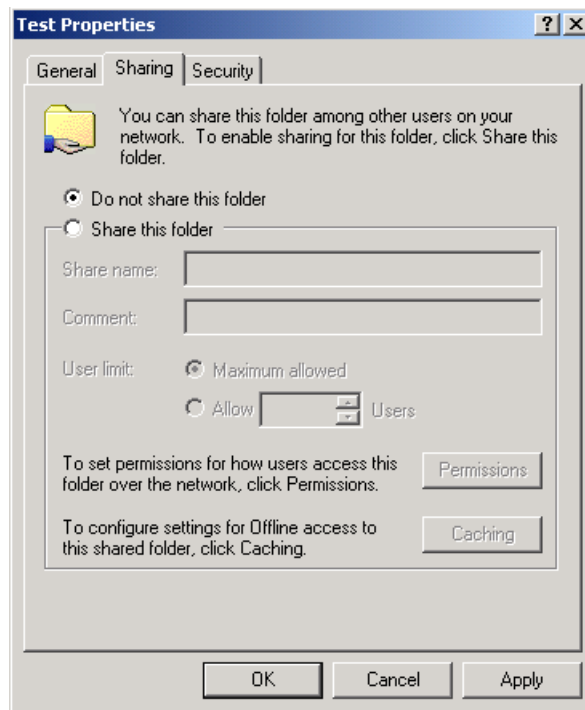 Test Properties
General Sharing Security
You can share this folder among other users on your
network. To enable sharing for this folder, click Share this
folder.
Do not share this folder
Share this folder
Share name:
Comment:
User limit: Maximum allowed
Allow Users
To set permissions for how users access this
folder over the network, click Permissions.
Permissions
To configure settings for Offline access to
this shared folder, click Caching.
Caching
OK Cancel Apply